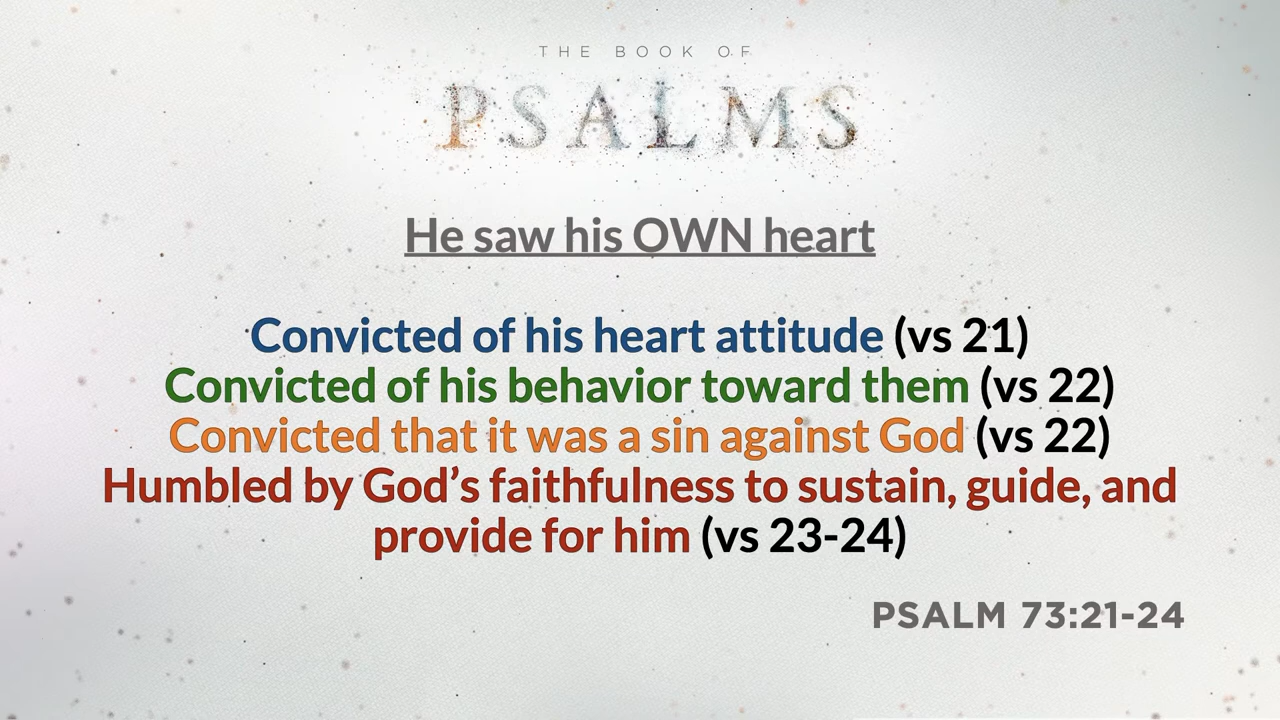 THE BOOK OF
PSALMS
He saw his OWN heart
Convicted of his heart attitude (vs 21)
Convicted of his behavior toward them (vs 22)
Convicted that it was a sin against God (vs 22)
Humbled by God’s faithfulness to sustain, guide, and
provide for him (vs 23-24)
PSALM 73:21-24